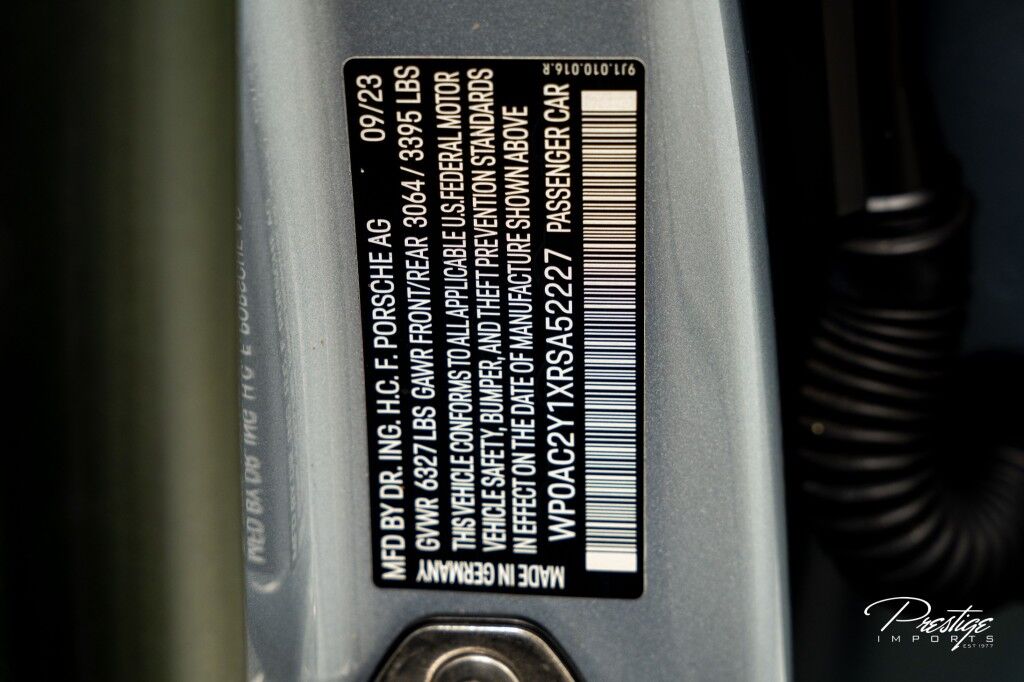 MFD BY DR. ING. H.C. F. PORSCHE AG 09/23
GVWR 6327 LBS GAWR FRONT/REAR 3064 / 3395 LBS
THIS VEHICLE CONFORMS TO ALL APPLICABLE U.S. FEDERAL MOTOR
VEHICLE SAFETY, BUMPER, AND THEFT PREVENTION STANDARDS
IN EFFECT ON THE DATE OF MANUFACTURE SHOWN ABOVE
WP0AC2Y1XRSA52227 PASSENGER CAR
MADE IN GERMANY
9J1.010.016.R
Prestige
IMPORTS
EST 1977